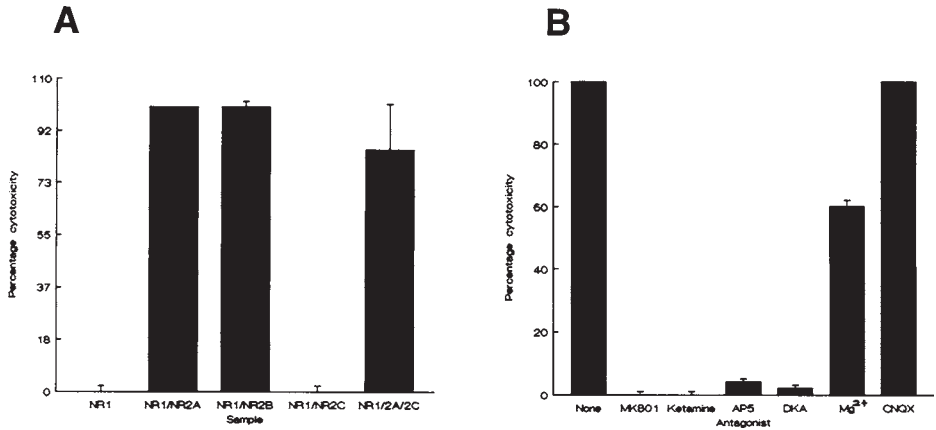 A
110
92
73
55
37
18
0
Percentage cytotoxicity
NR1 NR1/NR2A NR1/NR2B NR1/NR2C NR1/2A/2C
Sample
B
100
80
60
40
20
0
Percentage cytotoxicity
None MK801 Ketamine AP5 DKA Mg2+ CNQX
Antagonist